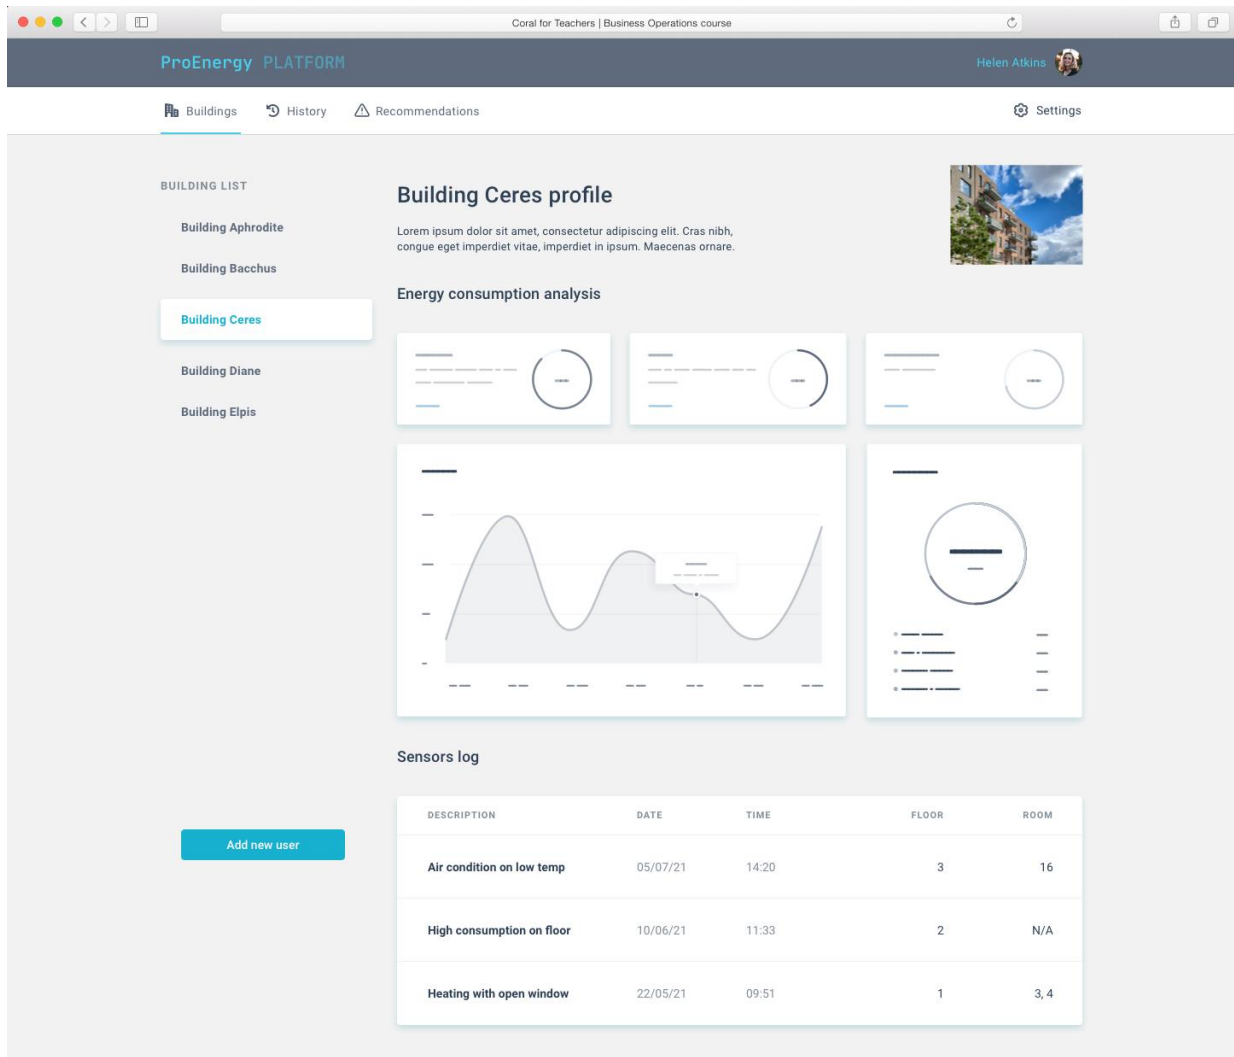 Coral for Teachers | Business Operations course
ProEnergy PLATFORM
Helen Atkins
Buildings
History
Recommendations
Settings
BUILDING LIST
Building Aphrodite
Building Bacchus
Building Ceres
Building Diane
Building Elpis
Add new user
Building Ceres profile
Lorem ipsum dolor sit amet, consectetur adipiscing elit. Cras nibh,
congue eget imperdiet vitae, imperdiet in ipsum. Maecenas ornare.
Energy consumption analysis
Sensors log
DESCRIPTION DATE TIME FLOOR ROOM
Air condition on low temp 05/07/21 14:20 3 16
High consumption on floor 10/06/21 11:33 2 N/A
Heating with open window 22/05/21 09:51 1 3, 4